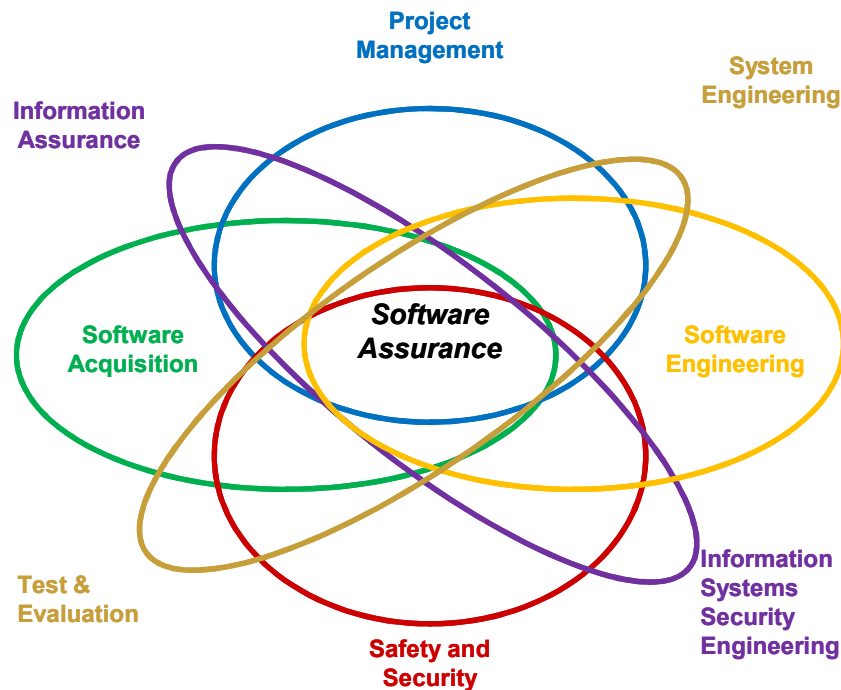 Project
Management
System
Engineering
Information
Assurance
Software
Assurance
Software
Acquisition
Software
Engineering
Information
Systems
Security
Engineering
Test &
Evaluation
Safety and
Security